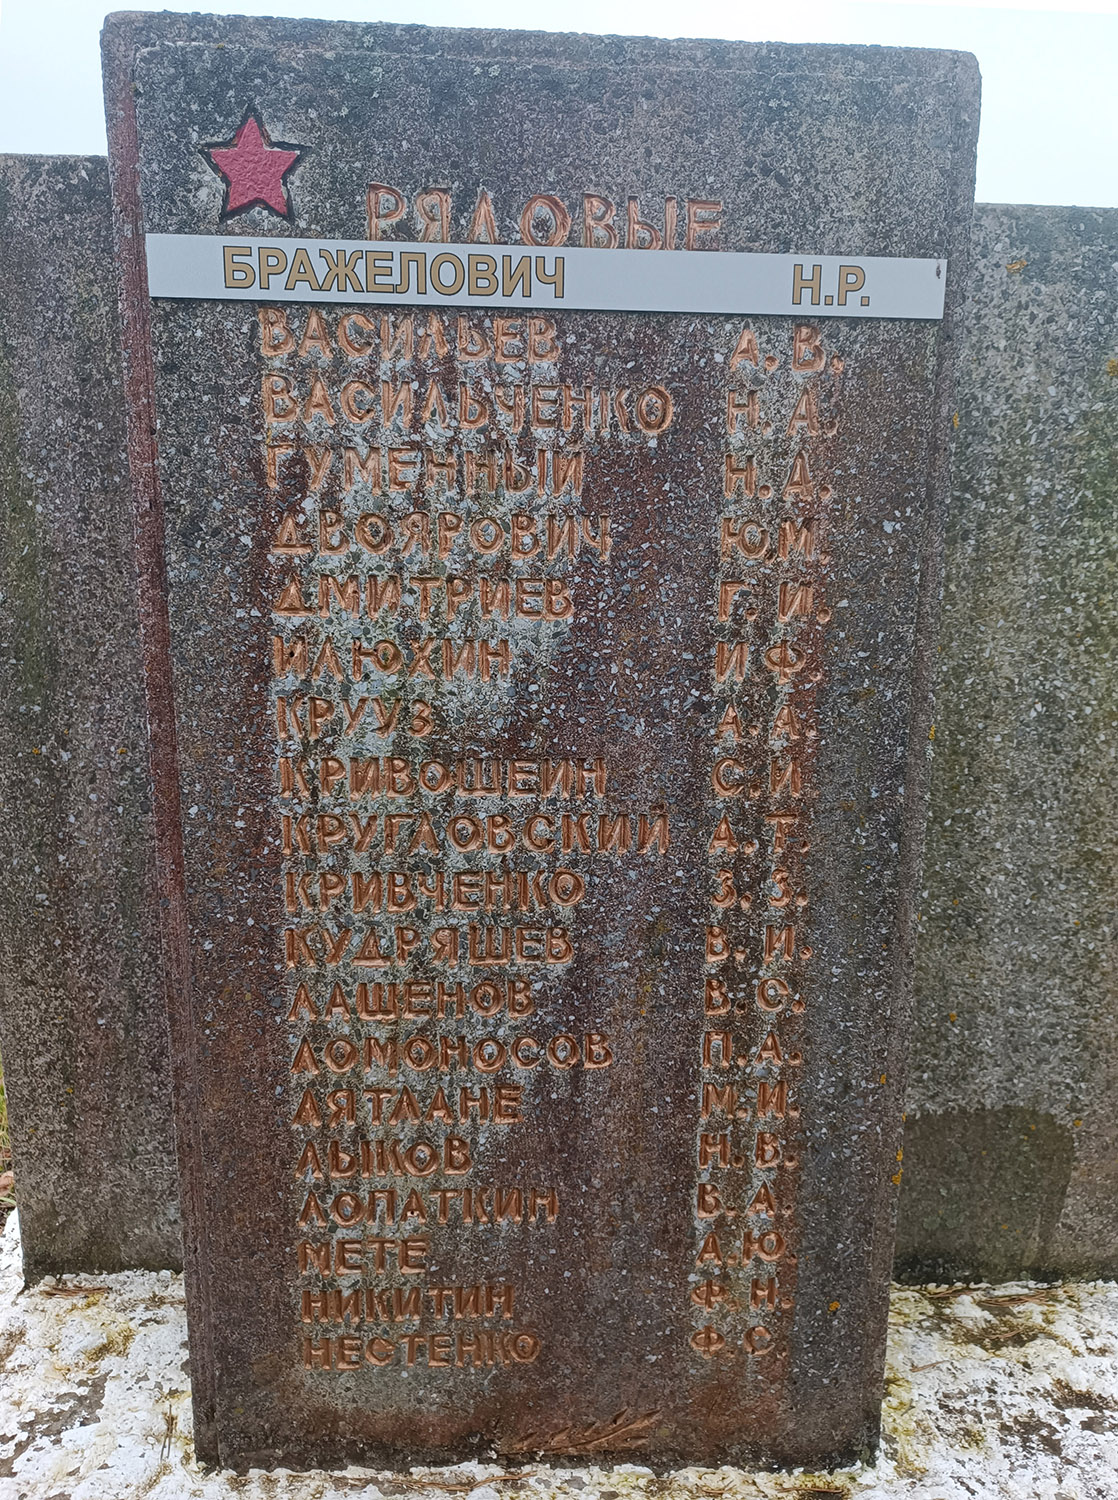 РЯДОВЫЕ
БРАЖЕЛОВИЧ Н.Р.
ВАСИЛЬЕВ А.В.
ВАСИЛЬЧЕНКО Н.А.
ГУМЕННЫЙ Н.А.
ДВОЯРОВИЧ Ю.М.
ДМИТРИЕВ Г.И.
ИЛЮХИН И.Ф.
КРУУЗ А.А.
КРИВОШЕИН С.И
КРУГЛОВСКИЙ А.Т.
КРИВЧЕНКО З.З.
КУДРЯШЕВ В.И.
ЛАШЕНОВ В.С.
ЛОМОНОСОВ П.А.
ЛЯТЛАНЕ М.И.
ЛЫКОВ Н.В.
ЛОПАТКИН В.А.
МЕТЕ А.Ю.
НИКИТИН Ф.Н.
НЕСТЕНКО Ф.С.